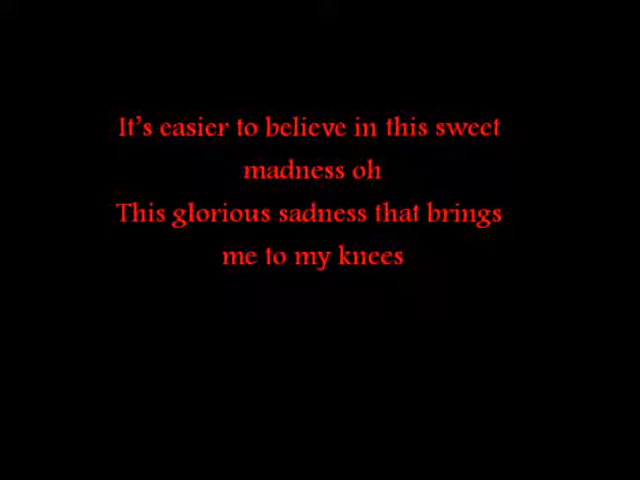 It's easier to believe in this sweet
madness oh
This glorious sadness that brings
me to my knees